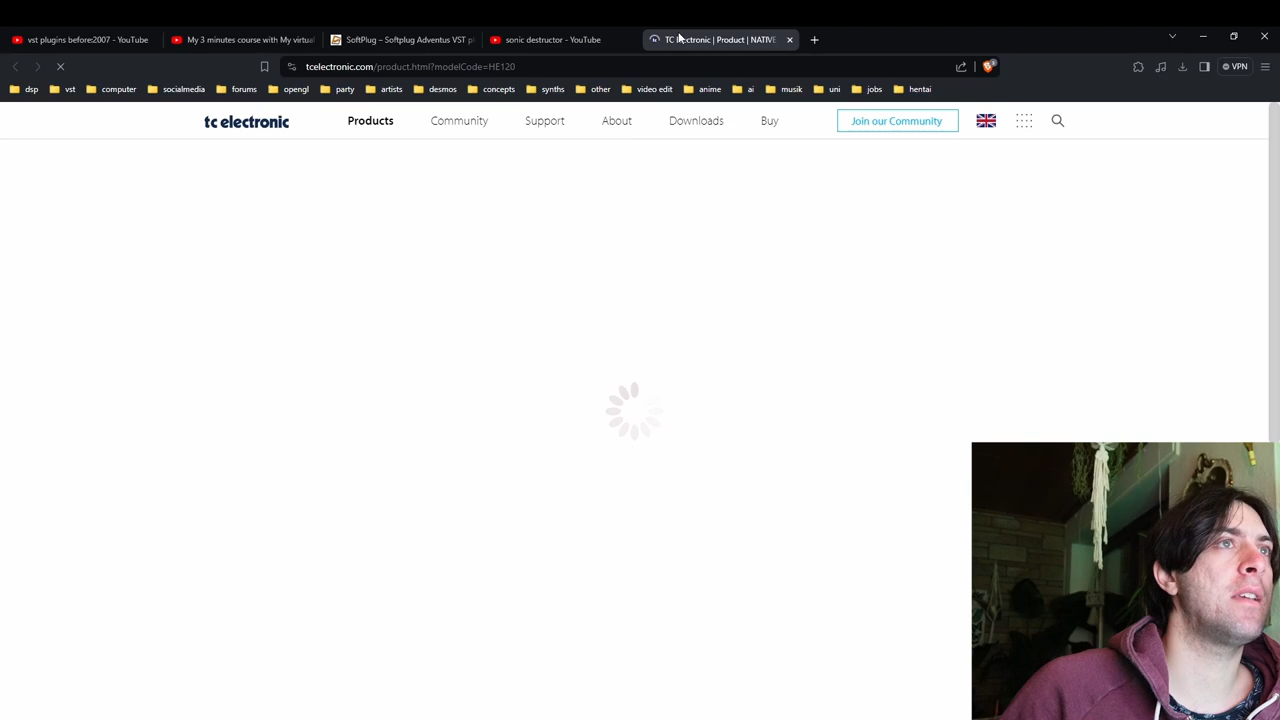 vst plugins before:2007 - YouTube
My 3 minutes course with My virtual
SoftPlug – Softplug Adventus VST pl
sonic destructor - YouTube
TC Electronic | Product | NATIVE
tcelectronic.com/product.html?modelCode=HE120
VPN
dsp vst computer socialmedia forums opengl party artists desmos concepts synths other video edit anime ai musik uni jobs hentai
tc electronic Products Community Support About Downloads Buy Join our Community